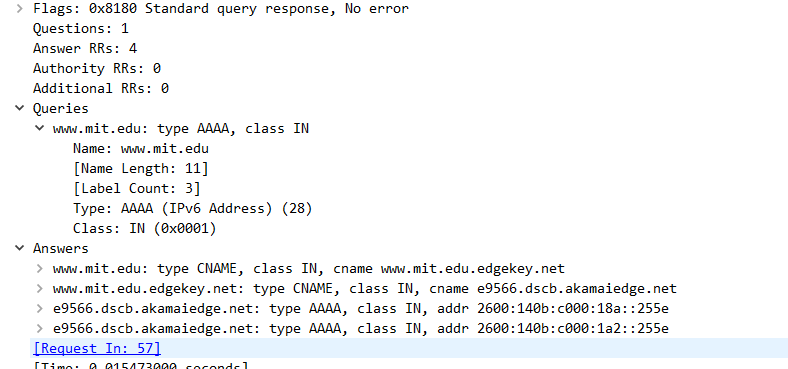 Flags: 0x8180 Standard query response, No error
Questions: 1
Answer RRs: 4
Authority RRs: 0
Additional RRs: 0
Queries
www.mit.edu: type AAAA, class IN
Name: www.mit.edu
[Name Length: 11]
[Label Count: 3]
Type: AAAA (IPv6 Address) (28)
Class: IN (0x0001)
Answers
www.mit.edu: type CNAME, class IN, cname www.mit.edu.edgekey.net
www.mit.edu.edgekey.net: type CNAME, class IN, cname e9566.dscb.akamaiedge.net
e9566.dscb.akamaiedge.net: type AAAA, class IN, addr 2600:140b:c000:18a::255e
e9566.dscb.akamaiedge.net: type AAAA, class IN, addr 2600:140b:c000:1a2::255e
[Request In: 57]
[Time: 0.015473000 seconds]